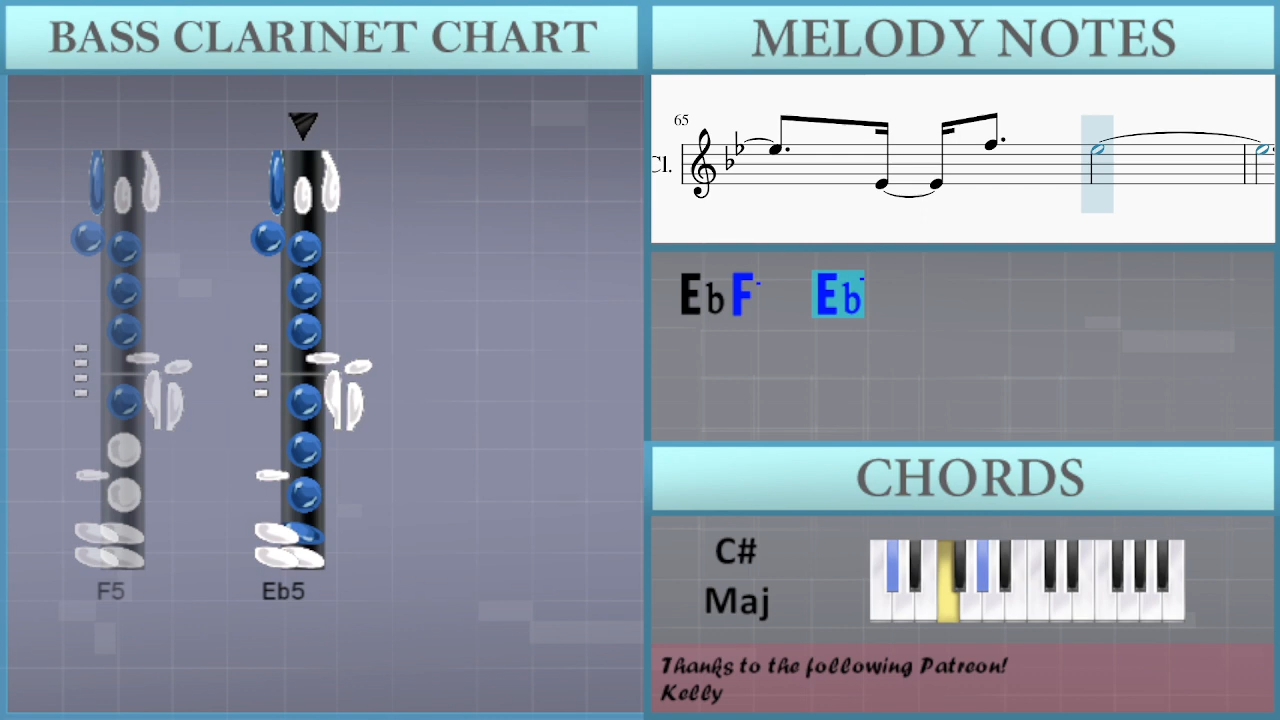 BASS CLARINET CHART
MELODY NOTES
65
Cl.
Eb F- Eb-
F5 Eb5
CHORDS
C#
Maj
Thanks to the following Patreon!
Kelly